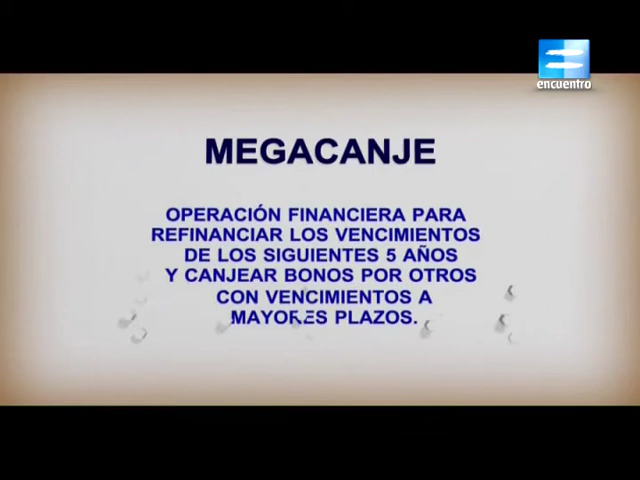 encuentro
MEGACANJE
OPERACIÓN FINANCIERA PARA
REFINANCIAR LOS VENCIMIENTOS
DE LOS SIGUIENTES 5 AÑOS
Y CANJEAR BONOS POR OTROS
CON VENCIMIENTOS A
MAYORES PLAZOS.